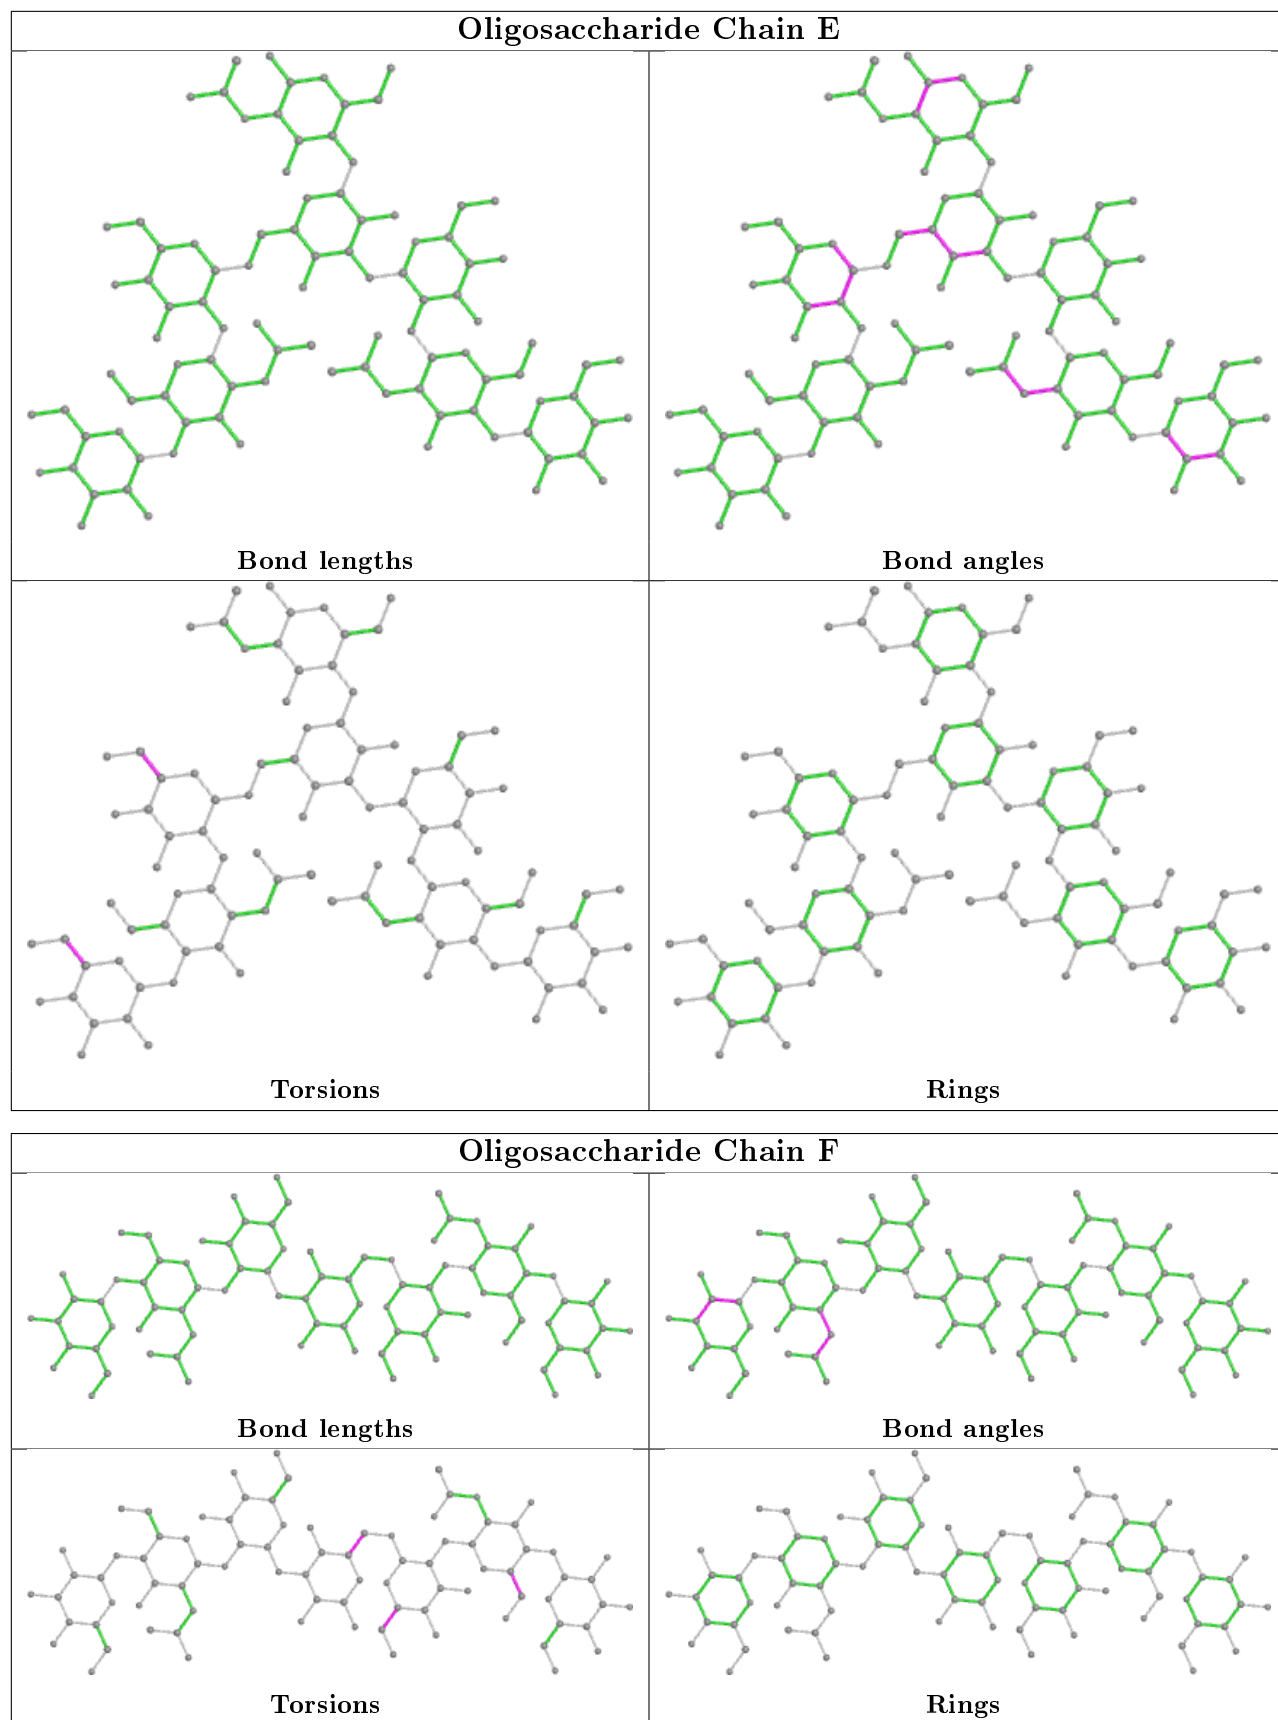 Oligosaccharide Chain E
Bond lengths
Bond angles
Torsions
Rings
Oligosaccharide Chain F
Bond lengths
Bond angles
Torsions
Rings